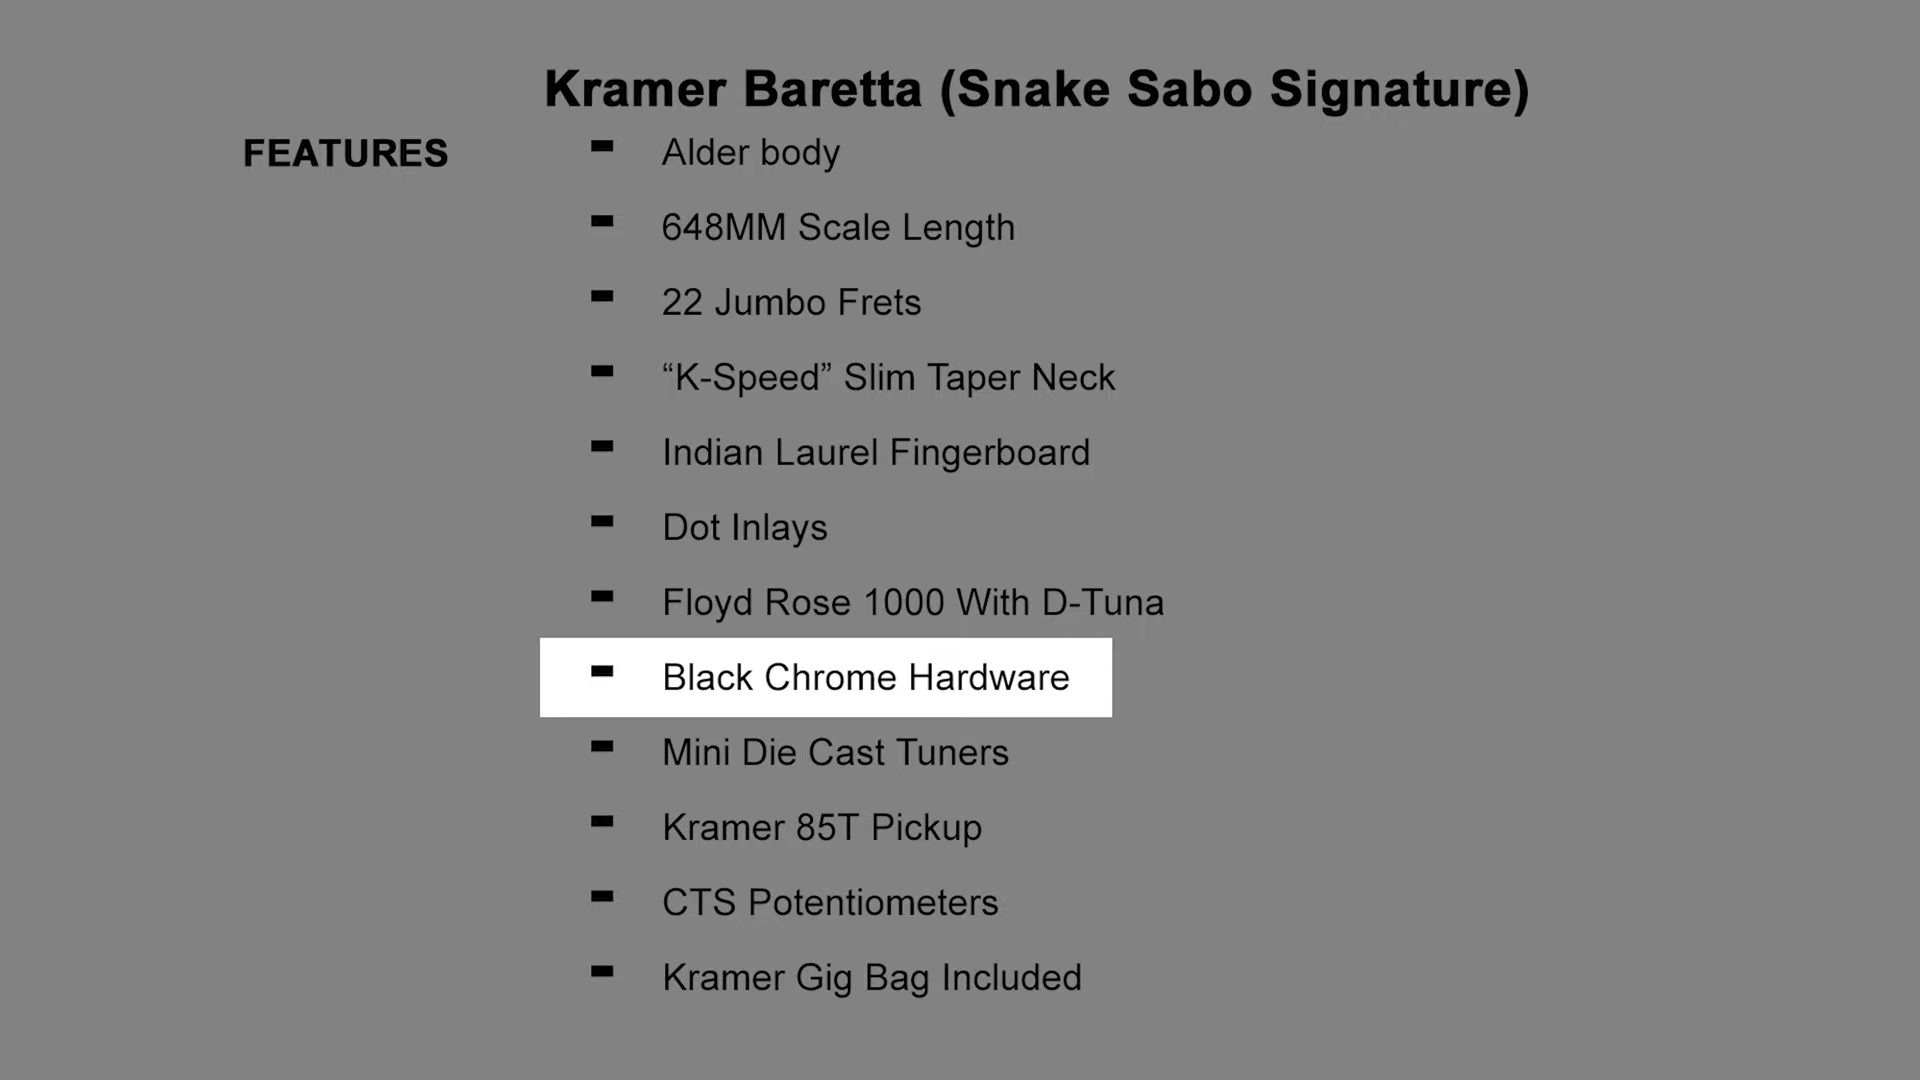 Kramer Baretta (Snake Sabo Signature)
FEATURES
- Alder body
- 648MM Scale Length
- 22 Jumbo Frets
- “K-Speed” Slim Taper Neck
- Indian Laurel Fingerboard
- Dot Inlays
- Floyd Rose 1000 With D-Tuna
- Black Chrome Hardware
- Mini Die Cast Tuners
- Kramer 85T Pickup
- CTS Potentiometers
- Kramer Gig Bag Included